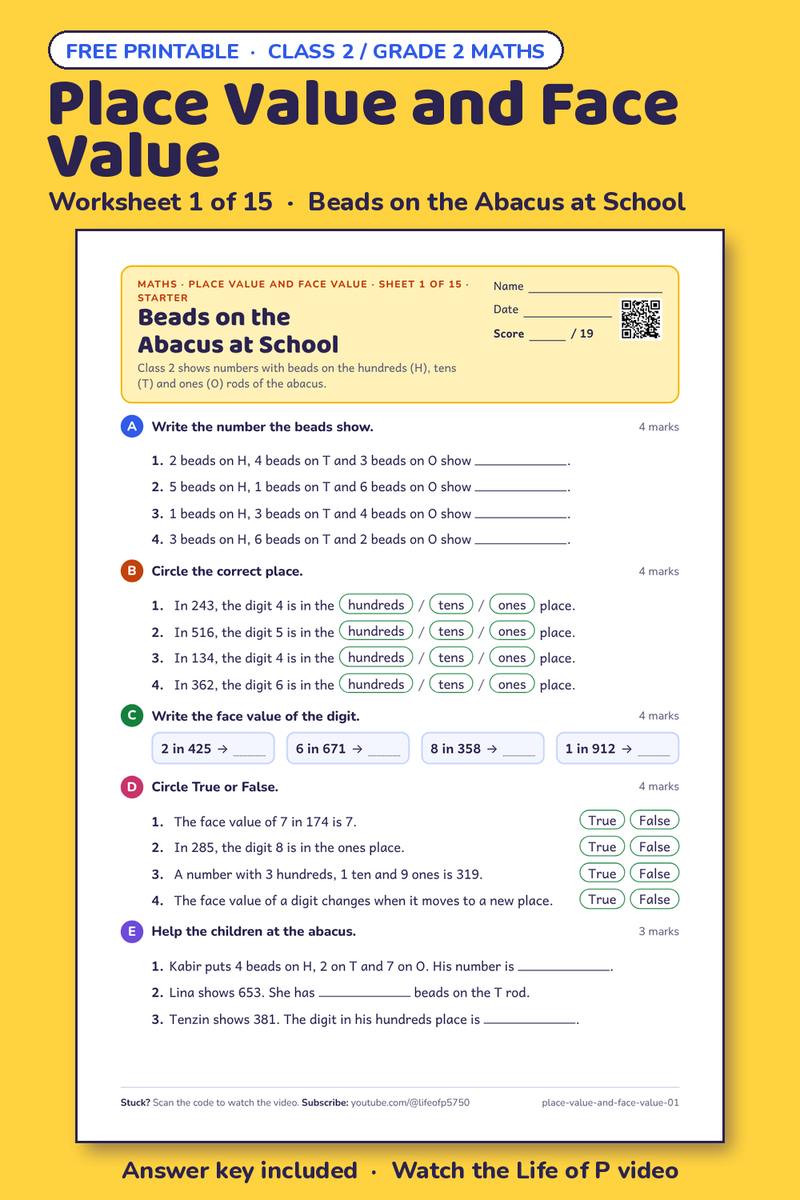 FREE PRINTABLE · CLASS 2 / GRADE 2 MATHS
Place Value and Face
Value
Worksheet 1 of 15 · Beads on the Abacus at School
MATHS · PLACE VALUE AND FACE VALUE · SHEET 1 OF 15 ·
STARTER
Beads on the
Abacus at School
Class 2 shows numbers with beads on the hundreds (H), tens
(T) and ones (O) rods of the abacus.
Name ____________
Date ____________
Score _____ / 19
A Write the number the beads show. 4 marks
1. 2 beads on H, 4 beads on T and 3 beads on O show ____________.
2. 5 beads on H, 1 beads on T and 6 beads on O show ____________.
3. 1 beads on H, 3 beads on T and 4 beads on O show ____________.
4. 3 beads on H, 6 beads on T and 2 beads on O show ____________.
B Circle the correct place. 4 marks
1. In 243, the digit 4 is in the hundreds / tens / ones place.
2. In 516, the digit 5 is in the hundreds / tens / ones place.
3. In 134, the digit 4 is in the hundreds / tens / ones place.
4. In 362, the digit 6 is in the hundreds / tens / ones place.
C Write the face value of the digit. 4 marks
2 in 425 → _____ 6 in 671 → _____ 8 in 358 → _____ 1 in 912 → _____
D Circle True or False. 4 marks
1. The face value of 7 in 174 is 7. True False
2. In 285, the digit 8 is in the ones place. True False
3. A number with 3 hundreds, 1 ten and 9 ones is 319. True False
4. The face value of a digit changes when it moves to a new place. True False
E Help the children at the abacus. 3 marks
1. Kabir puts 4 beads on H, 2 on T and 7 on O. His number is ____________.
2. Lina shows 653. She has ____________ beads on the T rod.
3. Tenzin shows 381. The digit in his hundreds place is ____________.
Stuck? Scan the code to watch the video. Subscribe: youtube.com/@lifeofp5750 place-value-and-face-value-01
Answer key included · Watch the Life of P video